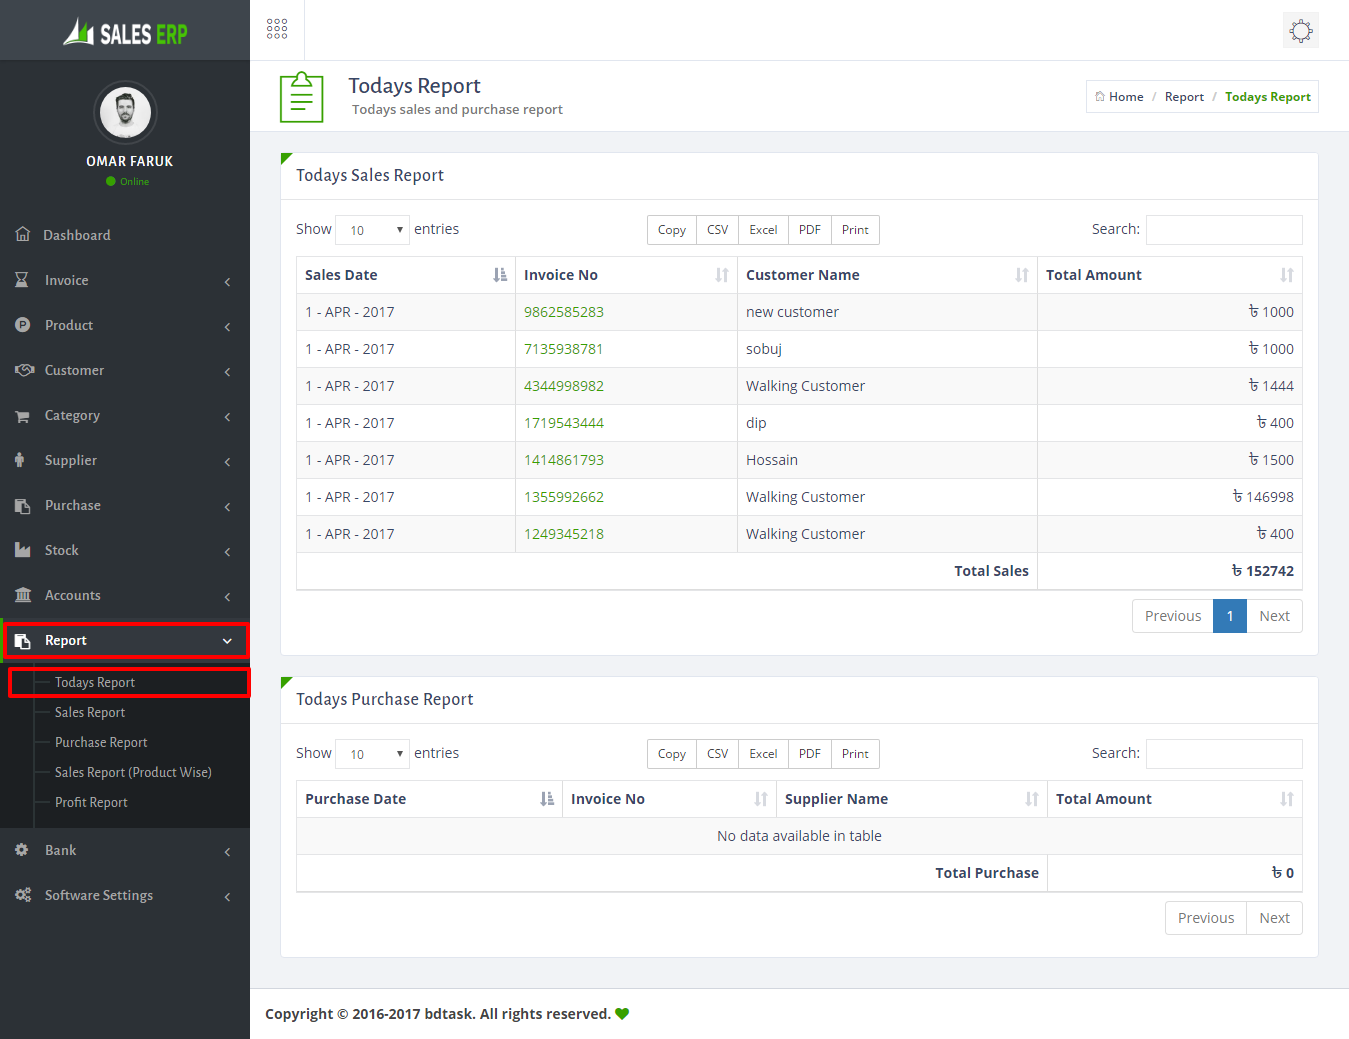 SALES ERP
OMAR FARUK
Online
Dashboard
Invoice
Product
Customer
Category
Supplier
Purchase
Stock
Accounts
Report
Todays Report
Sales Report
Purchase Report
Sales Report (Product Wise)
Profit Report
Bank
Software Settings
Todays Report
Todays sales and purchase report
Home / Report / Todays Report
Todays Sales Report
Show 10 entries Copy CSV Excel PDF Print Search:
Sales Date Invoice No Customer Name Total Amount
1 - APR - 2017 9862585283 new customer ৳ 1000
1 - APR - 2017 7135938781 sobuj ৳ 1000
1 - APR - 2017 4344998982 Walking Customer ৳ 1444
1 - APR - 2017 1719543444 dip ৳ 400
1 - APR - 2017 1414861793 Hossain ৳ 1500
1 - APR - 2017 1355992662 Walking Customer ৳ 146998
1 - APR - 2017 1249345218 Walking Customer ৳ 400
Total Sales ৳ 152742
Previous 1 Next
Todays Purchase Report
Show 10 entries Copy CSV Excel PDF Print Search:
Purchase Date Invoice No Supplier Name Total Amount
No data available in table
Total Purchase ৳ 0
Previous Next
Copyright © 2016-2017 bdtask. All rights reserved.